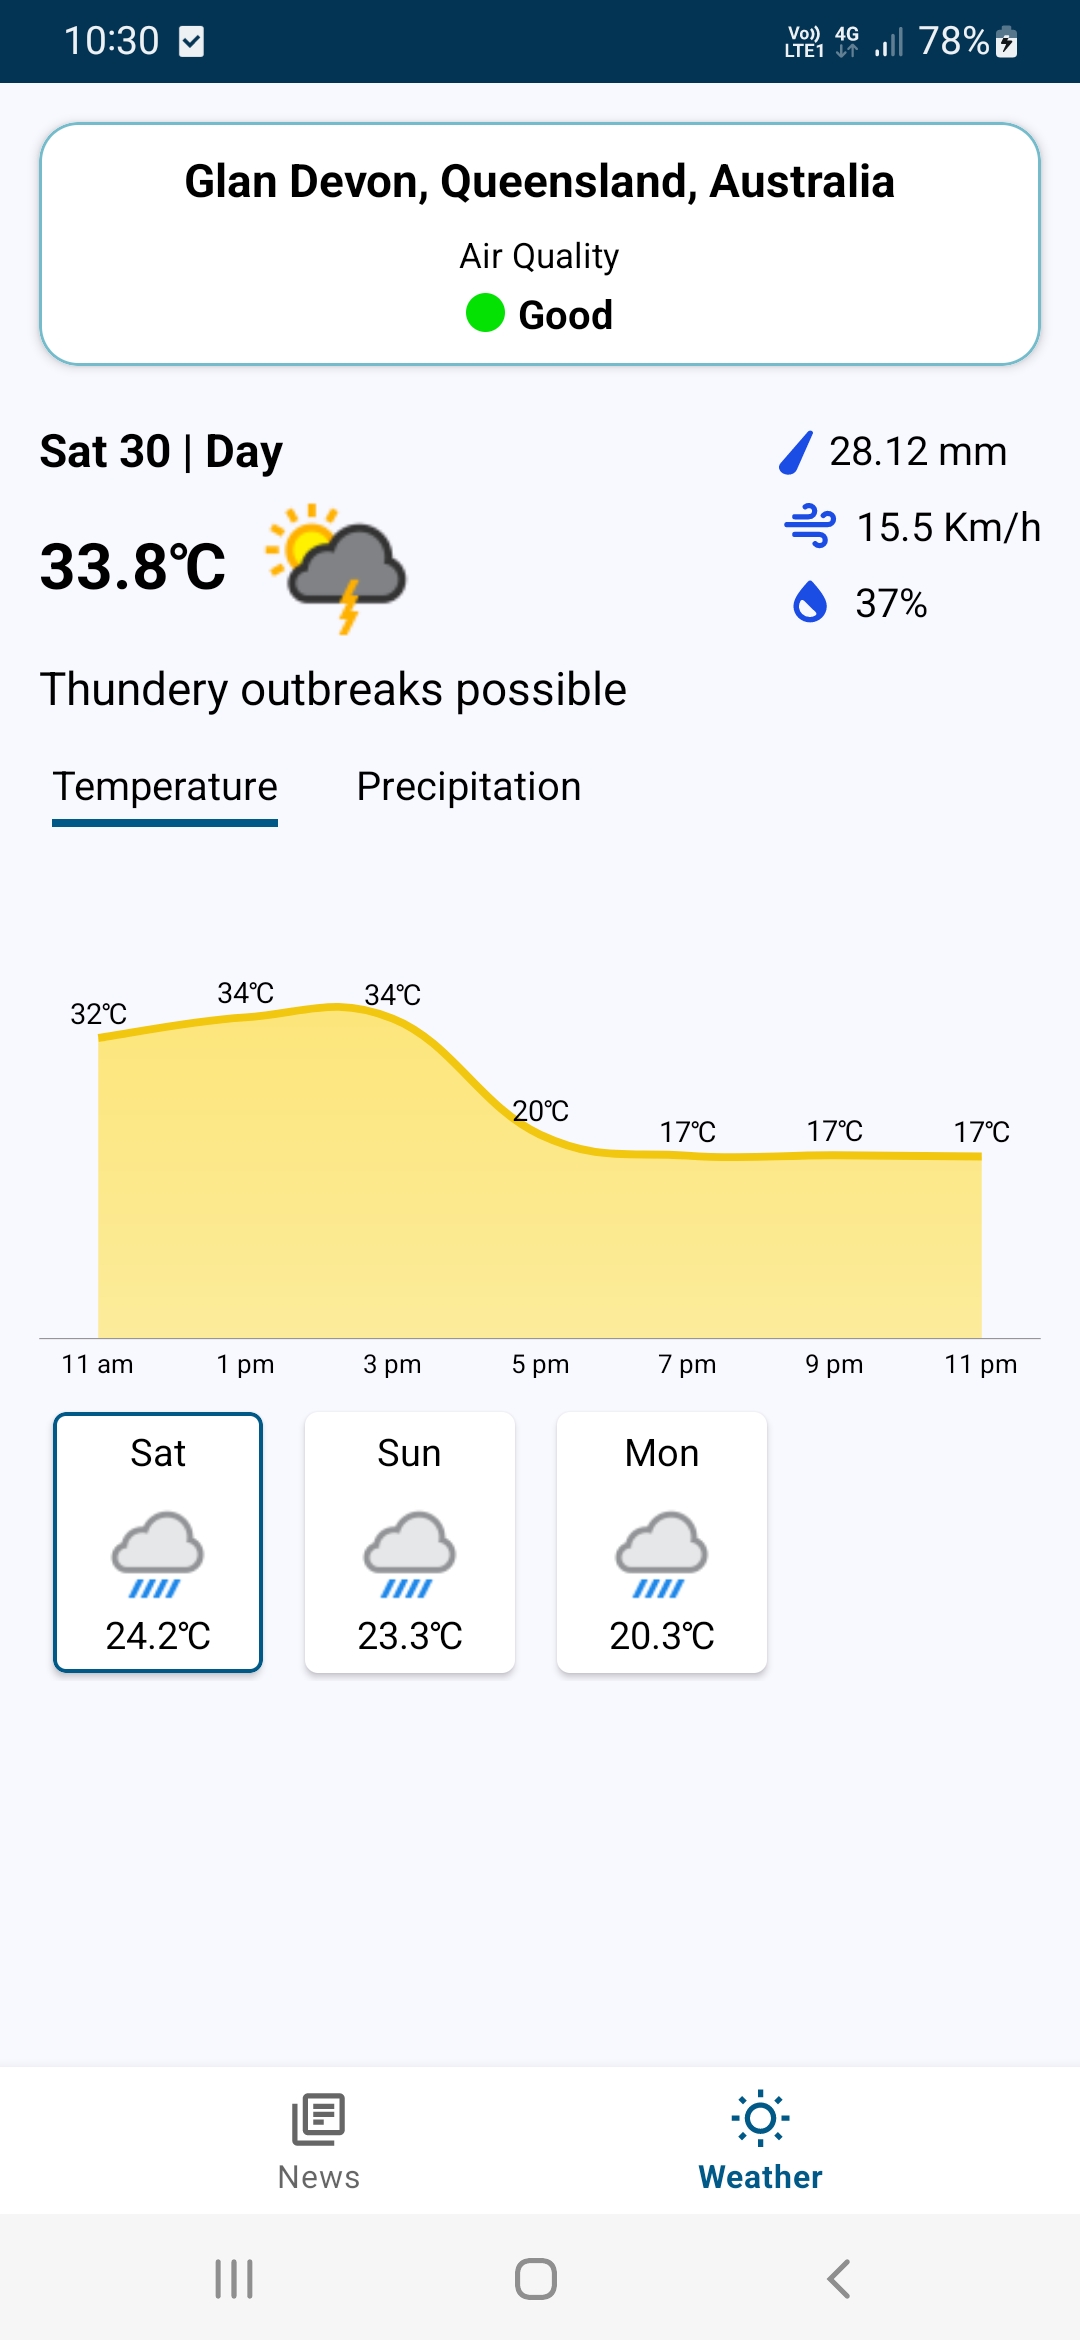 10:30
Vo)) LTE1 4G 78%
Glan Devon, Queensland, Australia
Air Quality
Good
Sat 30 | Day
28.12 mm
33.8℃
15.5 Km/h
37%
Thundery outbreaks possible
Temperature Precipitation
32℃ 34℃ 34℃ 20℃ 17℃ 17℃ 17℃
11 am 1 pm 3 pm 5 pm 7 pm 9 pm 11 pm
Sat Sun Mon
24.2℃ 23.3℃ 20.3℃
News Weather